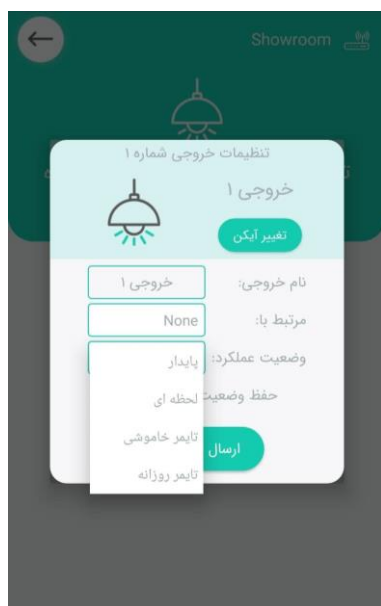 Showroom
تنظیمات خروجی شماره ۱
خروجی ۱
تغییر آیکن
نام خروجی: خروجی ۱
مرتبط با: None
وضعیت عملکرد: پایدار
حفظ وضعیت
لحظه ای
تایمر خاموشی
تایمر روزانه
ارسال